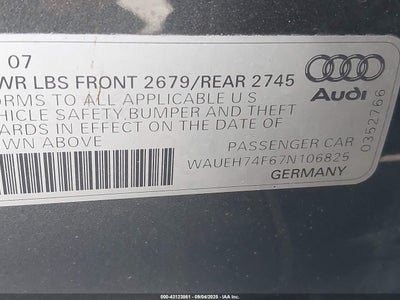 07
WR LBS FRONT 2679/REAR 2745
ORMS TO ALL APPLICABLE U S
HICLE SAFETY,BUMPER AND THEFT
ARDS IN EFFECT ON THE DATE OF
WN ABOVE
Audi
PASSENGER CAR
WAUEH74F67N106825
GERMANY
0352766
000-43123981 - 09/04/2025 - IAA Inc.